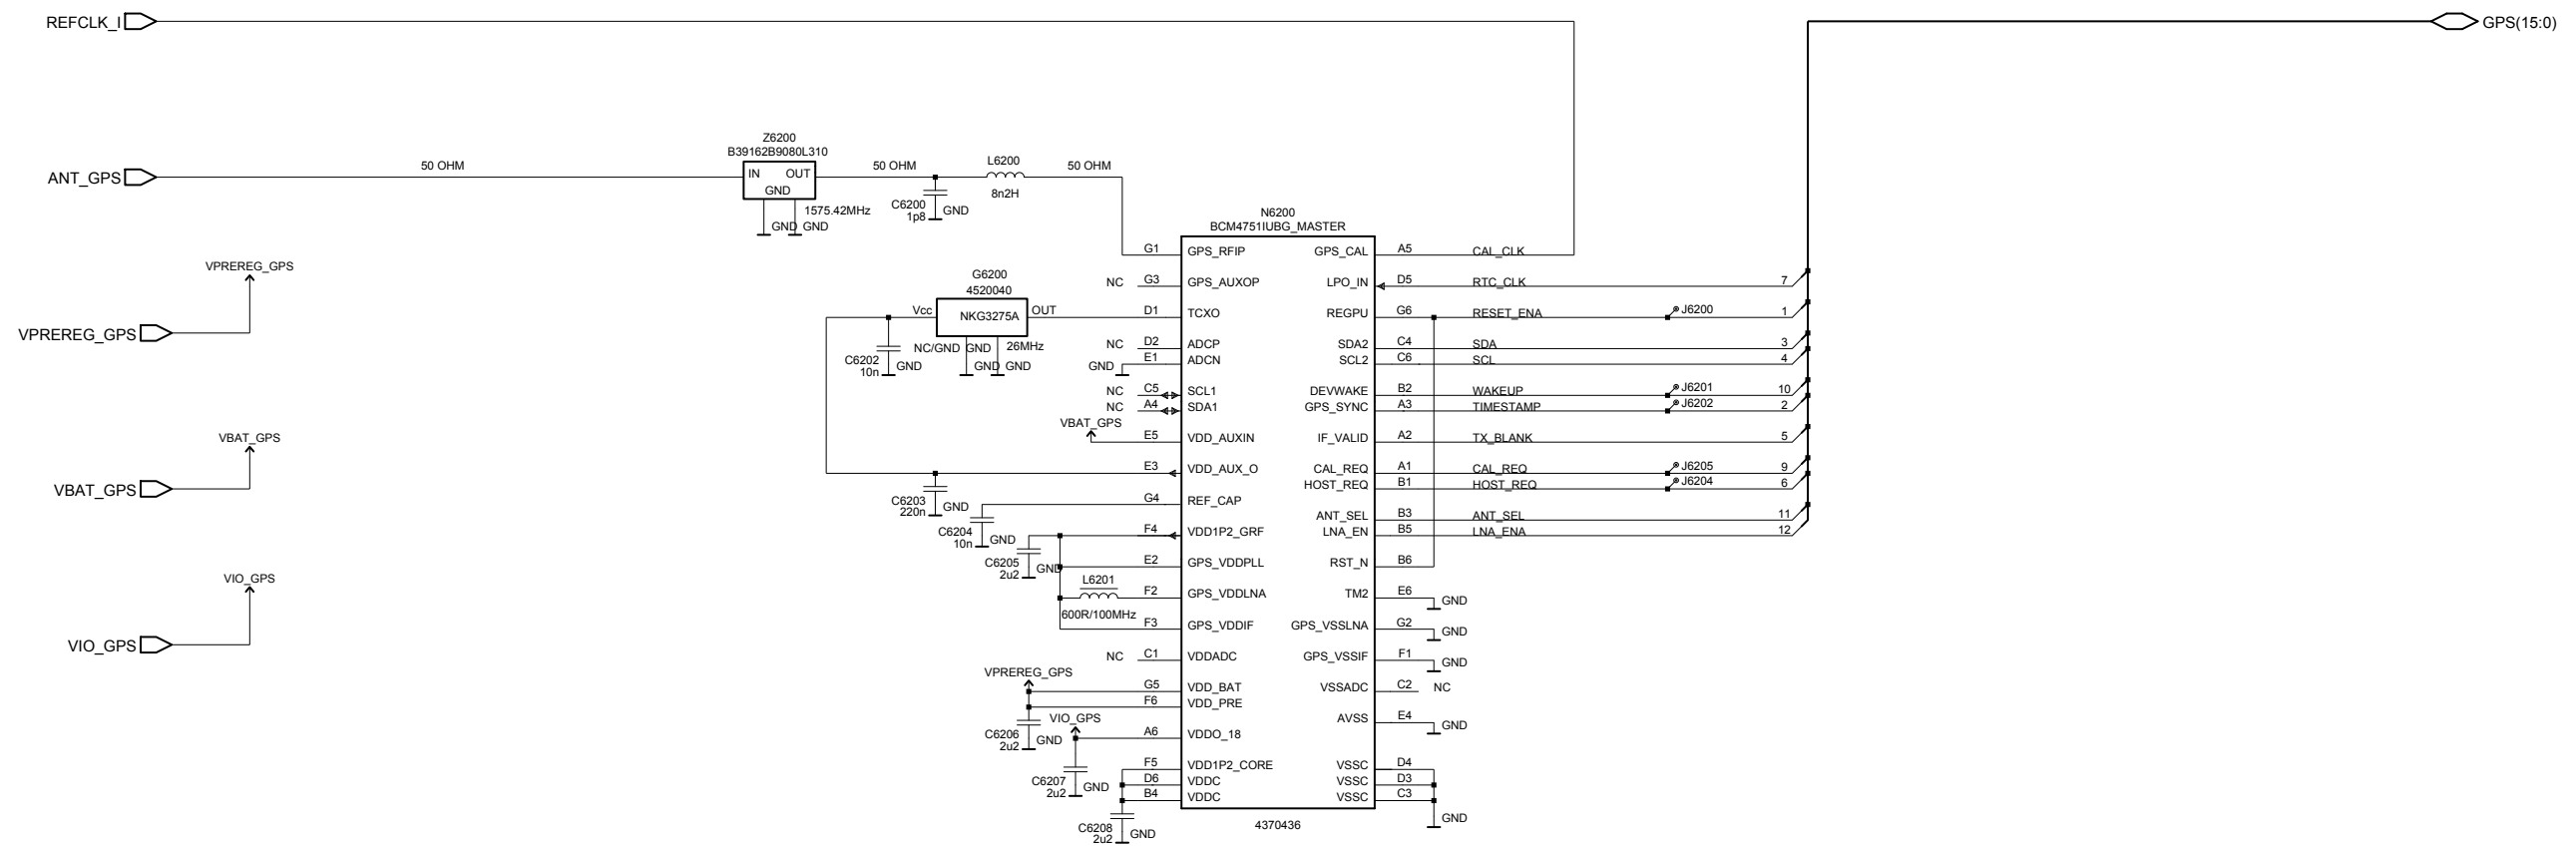 REFCLK_I
GPS(15:0)
Z6200
B39162B9080L310
50 OHM
IN OUT
GND
50 OHM
L6200
8n2H
50 OHM
ANT_GPS
1575.42MHz
GND GND
C6200
1p8
GND
N6200
BCM4751IUBG_MASTER
G1 GPS_RFIP GPS_CAL A5 CAL_CLK
VPREREG_GPS
VPREREG_GPS
G6200
4520040
NC G3 GPS_AUXOP LPO_IN D5 RTC_CLK 7
Vcc NKG3275A OUT D1 TCXO REGPU G6 RESET_ENA J6200 1
NC/GND GND 26MHz
C6202
10n
GND
GND GND
NC D2 ADCP SDA2 C4 SDA 3
GND E1 ADCN SCL2 C6 SCL 4
NC C5 SCL1 DEVWAKE B2 WAKEUP J6201 10
NC A4 SDA1 GPS_SYNC A3 TIMESTAMP J6202 2
VBAT_GPS
VBAT_GPS
VBAT_GPS
E5 VDD_AUXIN IF_VALID A2 TX_BLANK 5
E3 VDD_AUX_O CAL_REQ A1 CAL_REQ J6205 9
HOST_REQ B1 HOST_REQ J6204 6
C6203
220n
GND
G4 REF_CAP ANT_SEL B3 ANT_SEL 11
C6204
10n
GND
F4 VDD1P2_GRF LNA_EN B5 LNA_ENA 12
C6205
2u2
GND
E2 GPS_VDDPLL RST_N B6
VIO_GPS
VIO_GPS
L6201
600R/100MHz
F2 GPS_VDDLNA TM2 E6 GND
F3 GPS_VDDIF GPS_VSSLNA G2 GND
NC C1 VDDADC GPS_VSSIF F1 GND
VPREREG_GPS
G5 VDD_BAT VSSADC C2 NC
F6 VDD_PRE AVSS E4 GND
C6206
2u2
GND
VIO_GPS
A6 VDDO_18
C6207
2u2
GND
F5 VDD1P2_CORE VSSC D4
D6 VDDC VSSC D3
B4 VDDC VSSC C3
GND
C6208
2u2
GND
4370436